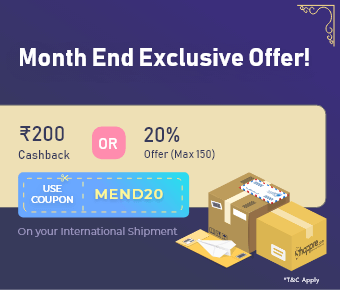 Month End Exclusive Offer!
₹200 OR 20%
Cashback Offer (Max 150)
USE MEND20
COUPON
On your International Shipment
Shoppre
*T&C Apply